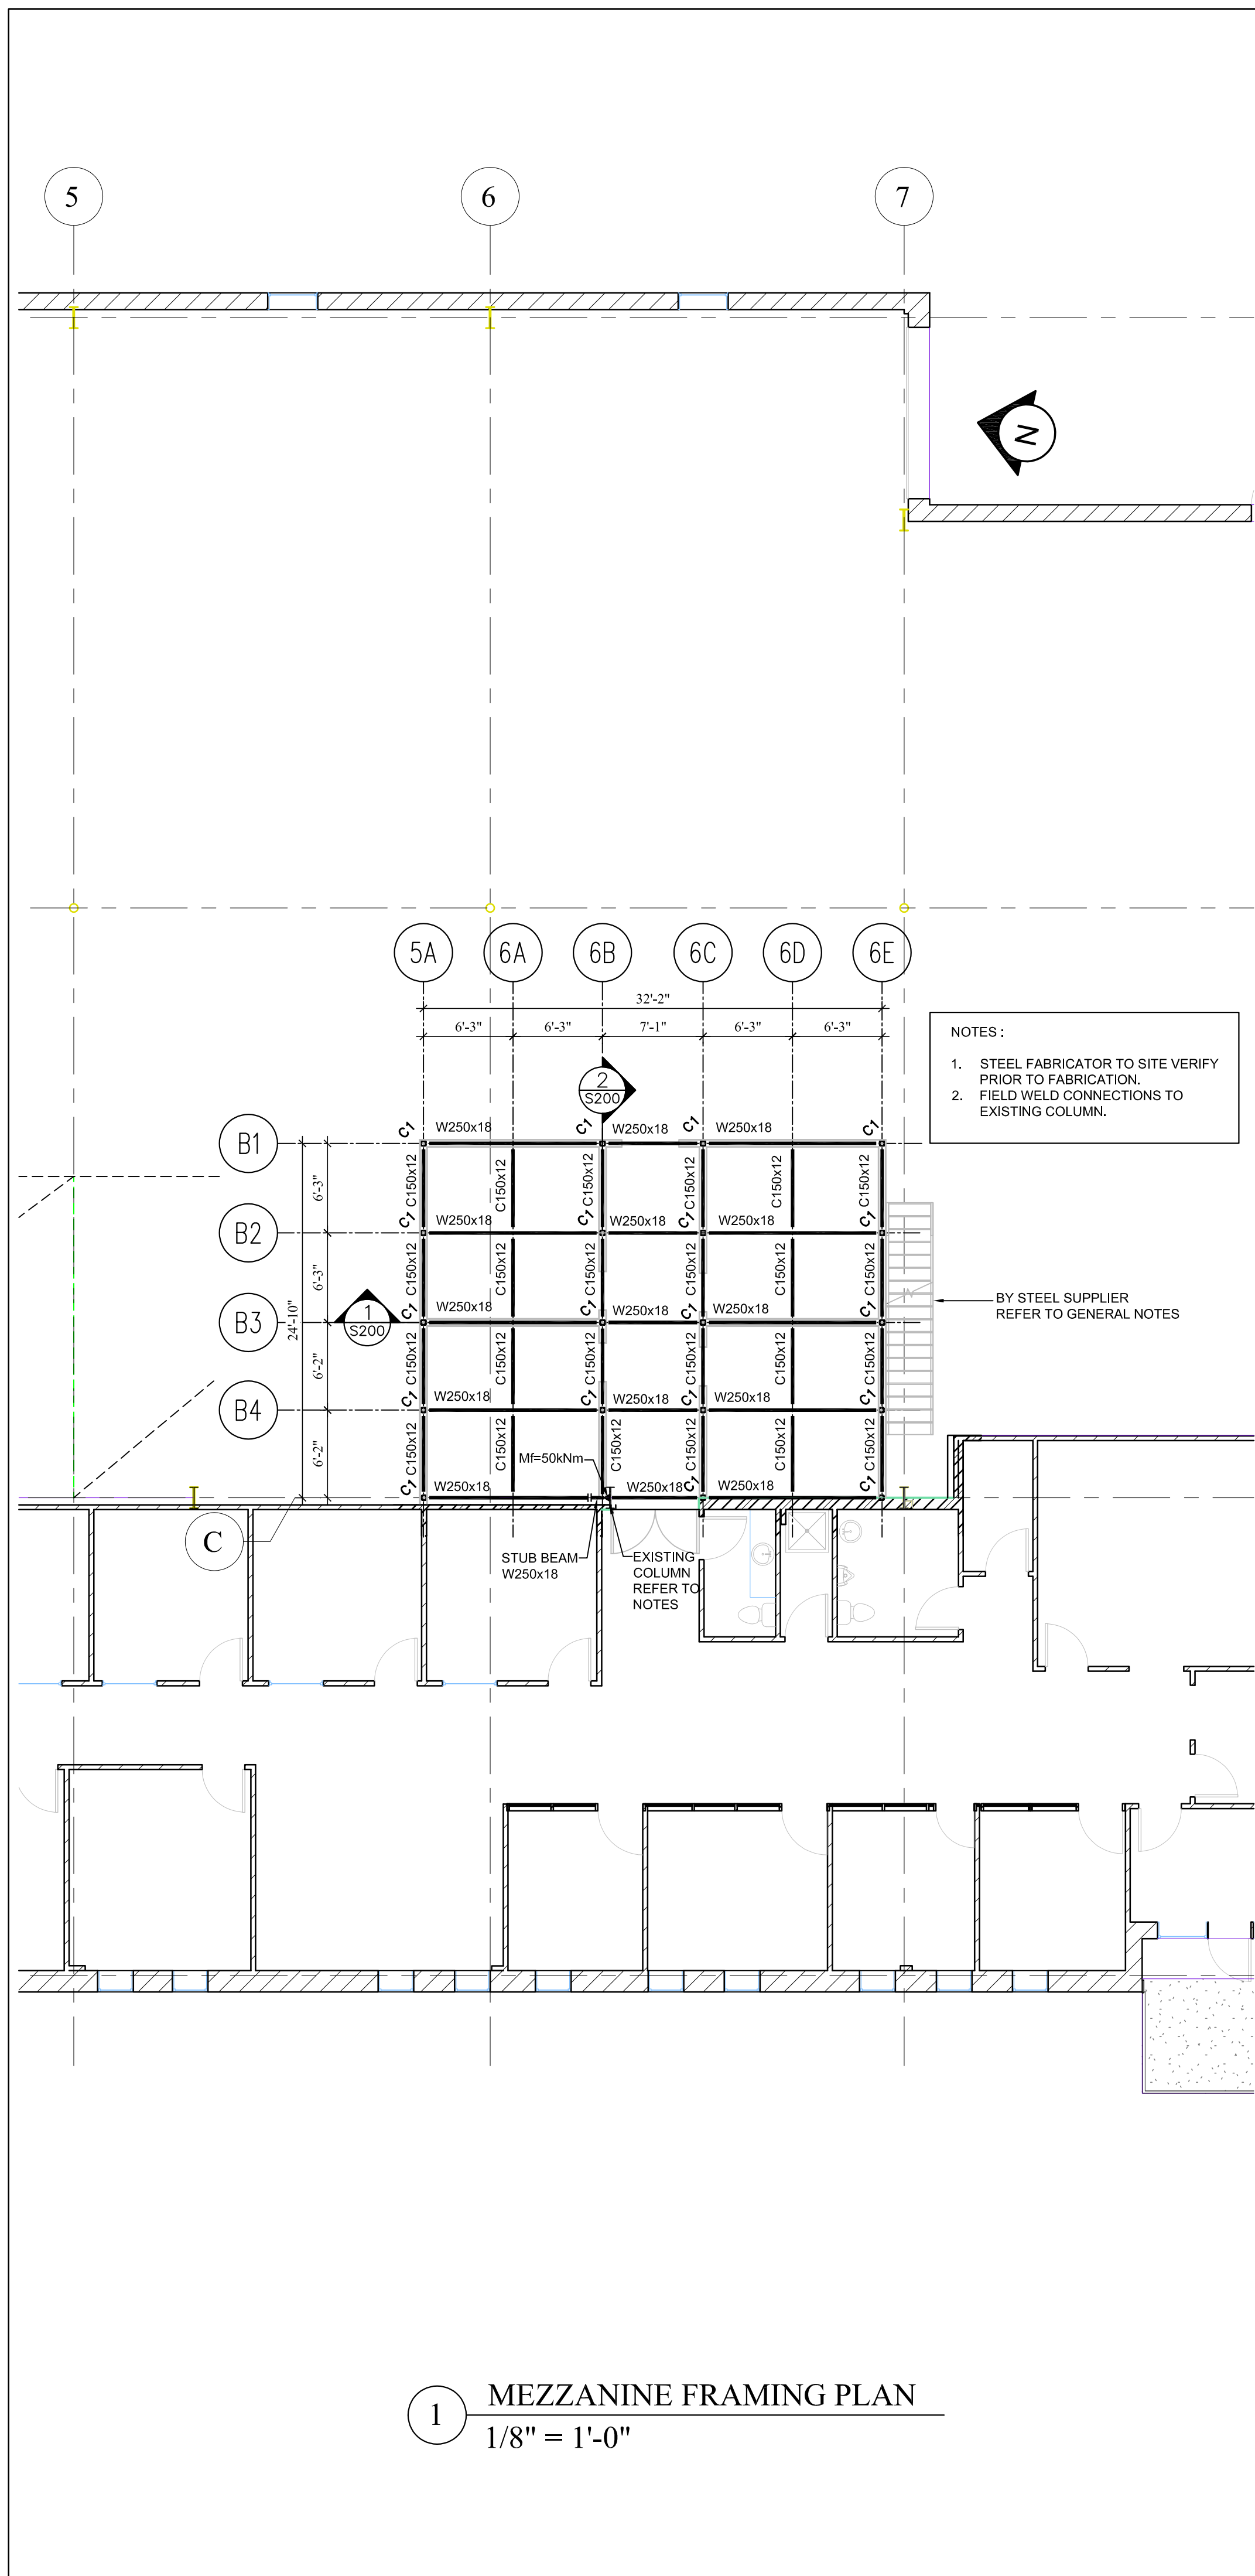 5
6
7
N
5A
6A
6B
6C
6D
6E
32'-2"
6'-3"
6'-3"
7'-1"
6'-3"
6'-3"
NOTES :
1. STEEL FABRICATOR TO SITE VERIFY
PRIOR TO FABRICATION.
2. FIELD WELD CONNECTIONS TO
EXISTING COLUMN.
2
S200
B1
C1
W250x18
C1
W250x18
C1
W250x18
C1
6'-3"
C150x12
C150x12
C150x12
C150x12
C150x12
C150x12
B2
C1
W250x18
C1
W250x18
C1
W250x18
C1
6'-3"
24'-10"
C150x12
C150x12
C150x12
C150x12
C150x12
C150x12
1
S200
B3
C1
W250x18
C1
W250x18
C1
W250x18
C1
BY STEEL SUPPLIER
REFER TO GENERAL NOTES
6'-2"
C150x12
C150x12
C150x12
C150x12
C150x12
C150x12
B4
C1
W250x18
C1
W250x18
C1
W250x18
C1
6'-2"
C150x12
C150x12
C150x12
C150x12
C150x12
C150x12
Mf=50kNm
C1
W250x18
W250x18
C1
W250x18
C1
C
STUB BEAM
W250x18
EXISTING
COLUMN
REFER TO
NOTES
1
MEZZANINE FRAMING PLAN
1/8" = 1'-0"